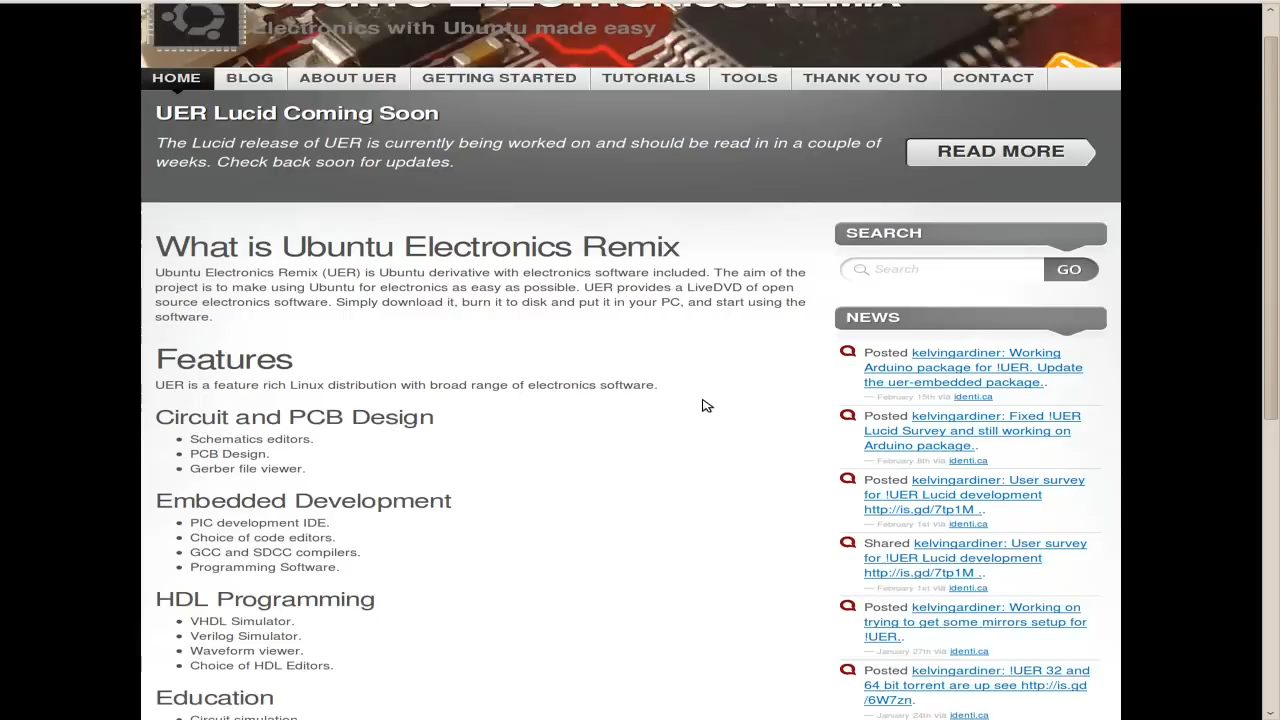 UBUNTU ELECTRONICS REMIX
Electronics with Ubuntu made easy
HOME BLOG ABOUT UER GETTING STARTED TUTORIALS TOOLS THANK YOU TO CONTACT
UER Lucid Coming Soon
The Lucid release of UER is currently being worked on and should be read in in a couple of
weeks. Check back soon for updates.
READ MORE
What is Ubuntu Electronics Remix
Ubuntu Electronics Remix (UER) is Ubuntu derivative with electronics software included. The aim of the
project is to make using Ubuntu for electronics as easy as possible. UER provides a LiveDVD of open
source electronics software. Simply download it, burn it to disk and put it in your PC, and start using the
software.
Features
UER is a feature rich Linux distribution with broad range of electronics software.
Circuit and PCB Design
Schematics editors.
PCB Design.
Gerber file viewer.
Embedded Development
PIC development IDE.
Choice of code editors.
GCC and SDCC compilers.
Programming Software.
HDL Programming
VHDL Simulator.
Verilog Simulator.
Waveform viewer.
Choice of HDL Editors.
Education
Circuit simulation
SEARCH
Search GO
NEWS
Posted kelvingardiner: Working
Arduino package for !UER. Update
the uer-embedded package..
— February 15th via identi.ca
Posted kelvingardiner: Fixed !UER
Lucid Survey and still working on
Arduino package..
— February 8th via identi.ca
Posted kelvingardiner: User survey
for !UER Lucid development
http://is.gd/7tp1M ..
— February 1st via identi.ca
Shared kelvingardiner: User survey
for !UER Lucid development
http://is.gd/7tp1M ..
— February 1st via identi.ca
Posted kelvingardiner: Working on
trying to get some mirrors setup for
!UER..
— January 27th via identi.ca
Posted kelvingardiner: !UER 32 and
64 bit torrent are up see http://is.gd
/6W7zn.
— January 24th via identi.ca